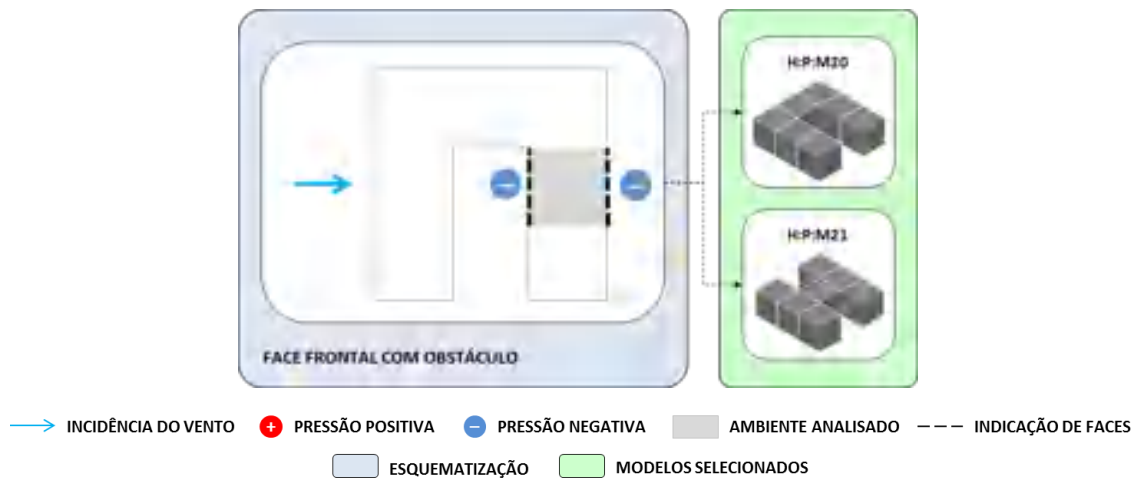 H:P:M20
H:P:M21
FACE FRONTAL COM OBSTÁCULO
INCIDÊNCIA DO VENTO
PRESSÃO POSITIVA
PRESSÃO NEGATIVA
AMBIENTE ANALISADO
INDICAÇÃO DE FACES
ESQUEMATIZAÇÃO
MODELOS SELECIONADOS